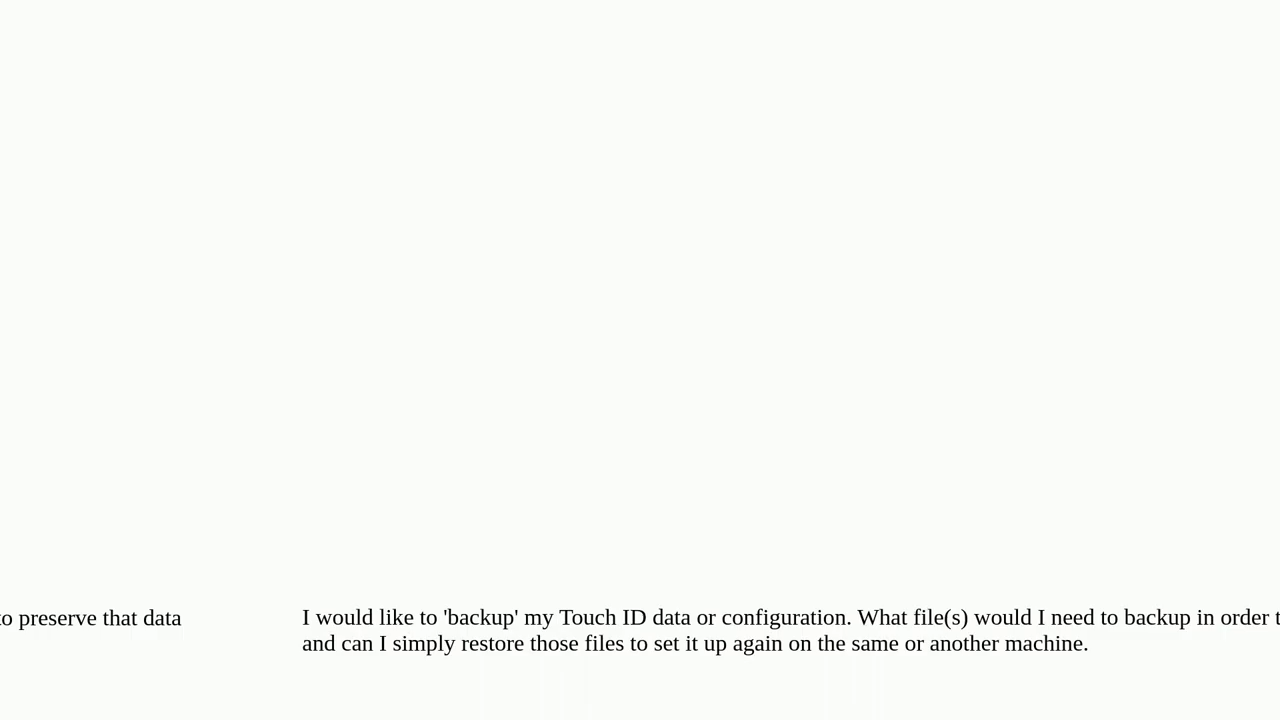 to preserve that data
I would like to 'backup' my Touch ID data or configuration. What file(s) would I need to backup in order t
and can I simply restore those files to set it up again on the same or another machine.